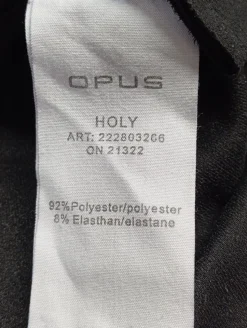 OPUS
HOLY
ART: 222803266
ON 21322
92%Polyester/polyester
8% Elasthan/elastane